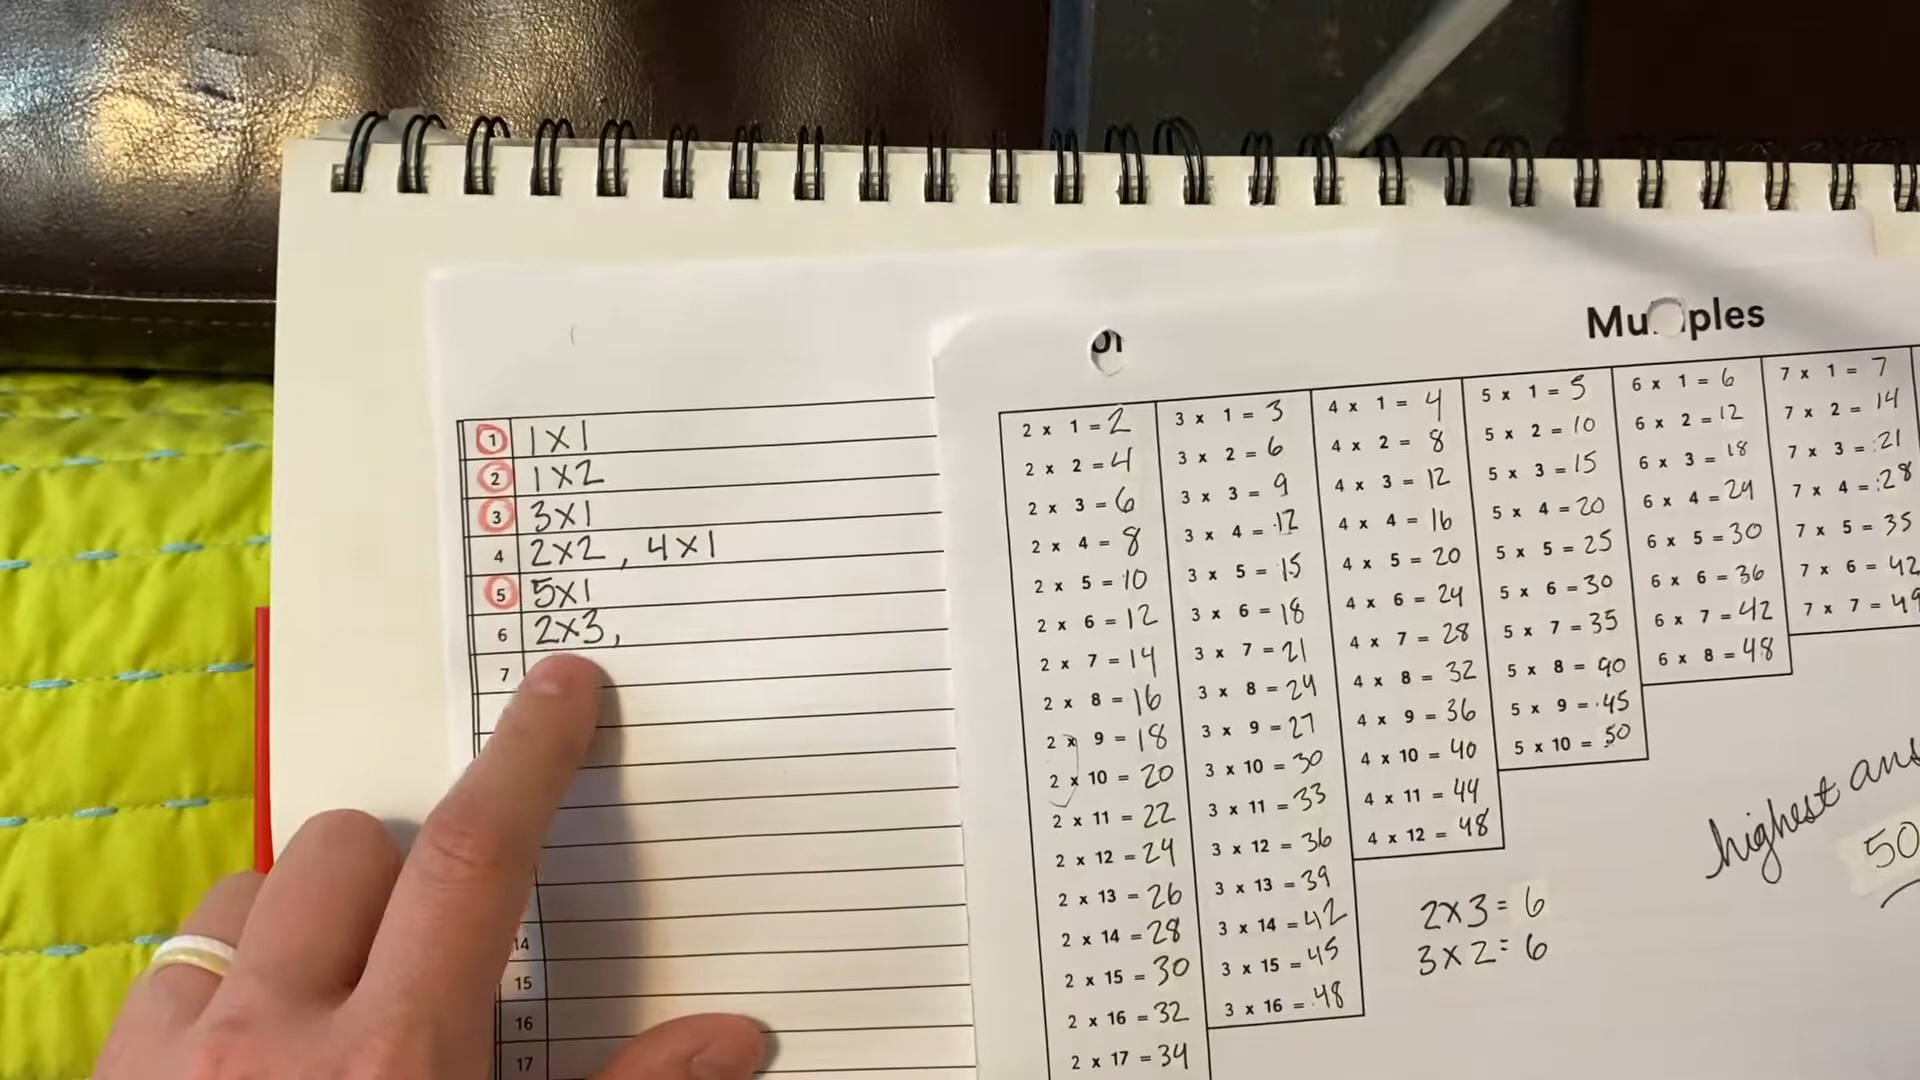 Mu ples
1 1x1
2 1x2
3 3x1
4 2x2, 4x1
5 5x1
6 2x3,
7
14
15
16
17
2 x 1 = 2
2 x 2 = 4
2 x 3 = 6
2 x 4 = 8
2 x 5 = 10
2 x 6 = 12
2 x 7 = 14
2 x 8 = 16
2 x 9 = 18
2 x 10 = 20
2 x 11 = 22
2 x 12 = 24
2 x 13 = 26
2 x 14 = 28
2 x 15 = 30
2 x 16 = 32
2 x 17 = 34
3 x 1 = 3
3 x 2 = 6
3 x 3 = 9
3 x 4 = 12
3 x 5 = 15
3 x 6 = 18
3 x 7 = 21
3 x 8 = 24
3 x 9 = 27
3 x 10 = 30
3 x 11 = 33
3 x 12 = 36
3 x 13 = 39
3 x 14 = 42
3 x 15 = 45
3 x 16 = 48
4 x 1 = 4
4 x 2 = 8
4 x 3 = 12
4 x 4 = 16
4 x 5 = 20
4 x 6 = 24
4 x 7 = 28
4 x 8 = 32
4 x 9 = 36
4 x 10 = 40
4 x 11 = 44
4 x 12 = 48
5 x 1 = 5
5 x 2 = 10
5 x 3 = 15
5 x 4 = 20
5 x 5 = 25
5 x 6 = 30
5 x 7 = 35
5 x 8 = 40
5 x 9 = 45
5 x 10 = 50
6 x 1 = 6
6 x 2 = 12
6 x 3 = 18
6 x 4 = 24
6 x 5 = 30
6 x 6 = 36
6 x 7 = 42
6 x 8 = 48
7 x 1 = 7
7 x 2 = 14
7 x 3 = 21
7 x 4 = 28
7 x 5 = 35
7 x 6 = 42
7 x 7 = 49
2x3 = 6
3x2 = 6
highest ans
50